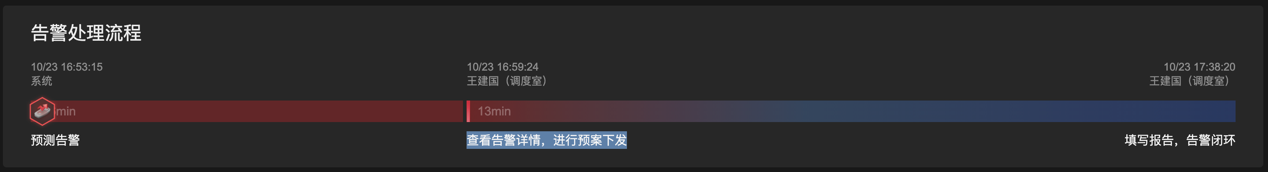 告警处理流程
10/23 16:53:15
系统
10/23 16:59:24
王建国（调度室）
10/23 17:38:20
王建国（调度室）
min
13min
预测告警
查看告警详情，进行预案下发
填写报告，告警闭环